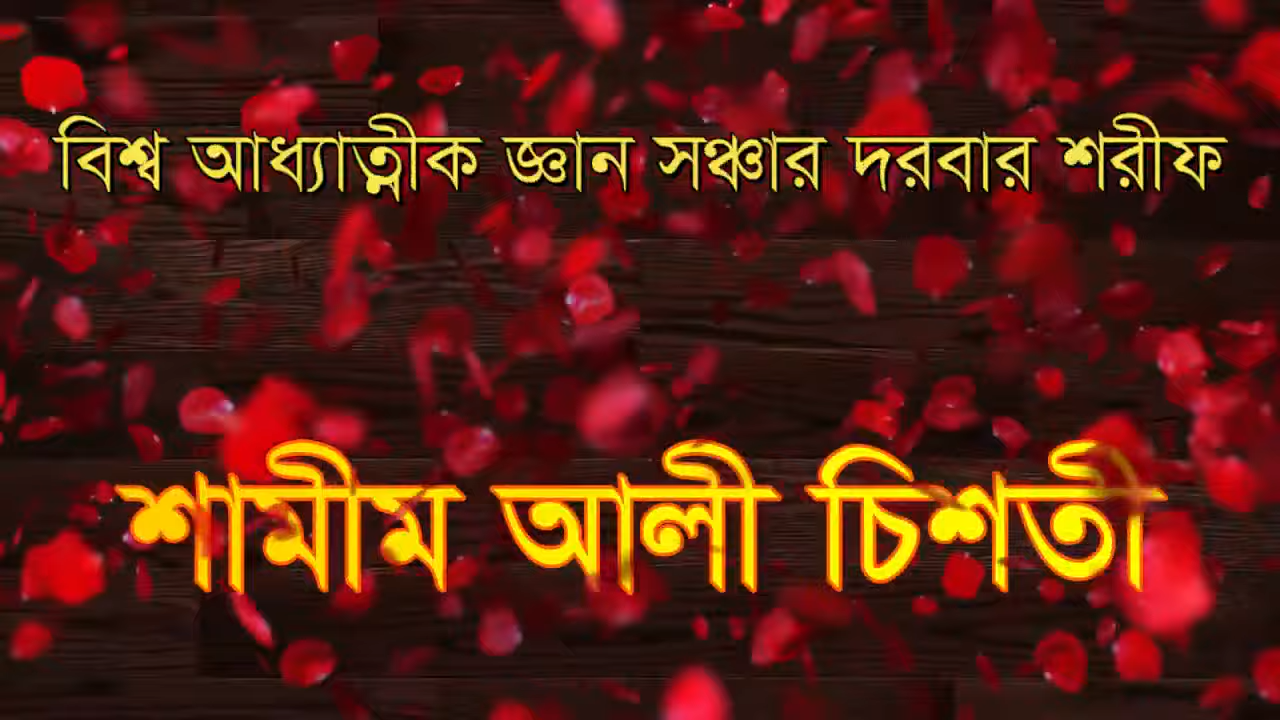 বিশ্ব আধ্যাত্নীক জ্ঞান সঞ্চার দরবার শরীফ
শামীম আলী চিশতী